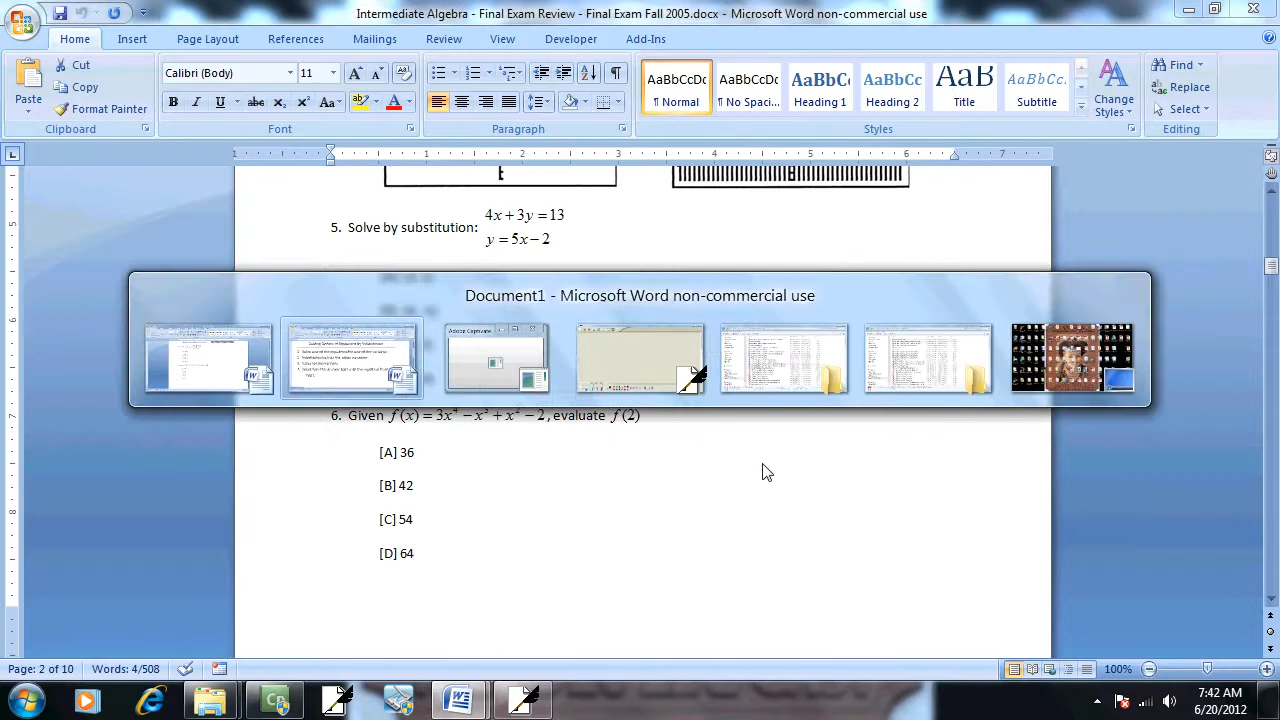 Intermediate Algebra - Final Exam Review - Final Exam Fall 2005.docx - Microsoft Word non-commercial use
Home Insert Page Layout References Mailings Review View Developer Add-Ins
Paste
Cut
Copy
Format Painter
Clipboard
Calibri (Body) 11
Font
Paragraph
AaBbCcDc AaBbCcDc AaBbCc AaBbCc AaB AaBbCc.
¶ Normal ¶ No Spaci... Heading 1 Heading 2 Title Subtitle
Change Styles
Styles
Find
Replace
Select
Editing
5. Solve by substitution:
4x + 3y = 13
y = 5x − 2
Document1 - Microsoft Word non-commercial use
Adobe Captivate
6. Given f(x) = 3x⁴ − x³ + x² − 2, evaluate f(2)
[A] 36
[B] 42
[C] 54
[D] 64
Page: 2 of 10 Words: 4/508 100%
7:42 AM
6/20/2012